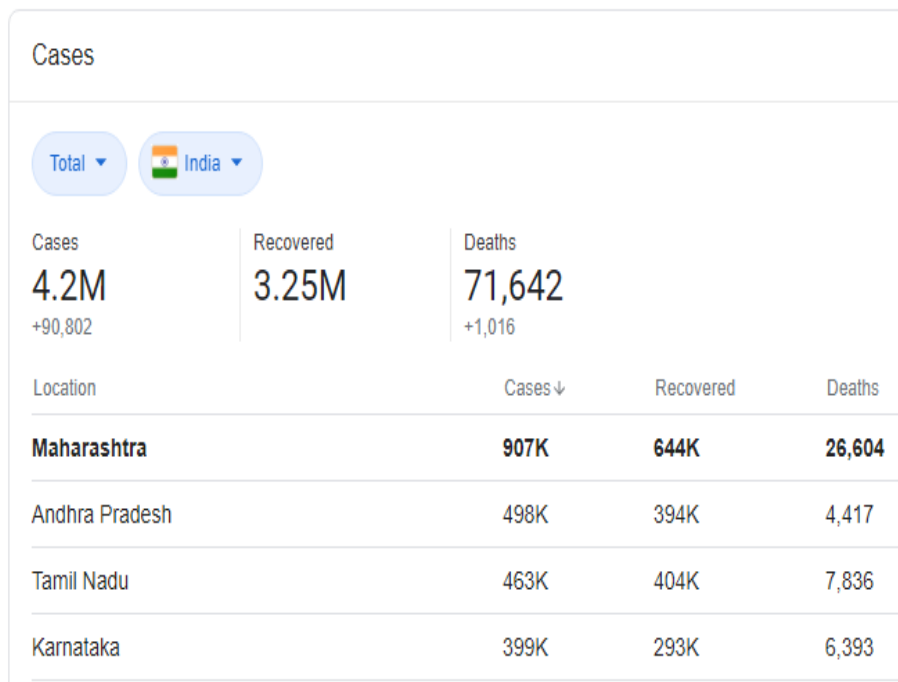 Cases
Total India
Cases Recovered Deaths
4.2M 3.25M 71,642
+90,802 +1,016
Location Cases↓ Recovered Deaths
Maharashtra 907K 644K 26,604
Andhra Pradesh 498K 394K 4,417
Tamil Nadu 463K 404K 7,836
Karnataka 399K 293K 6,393